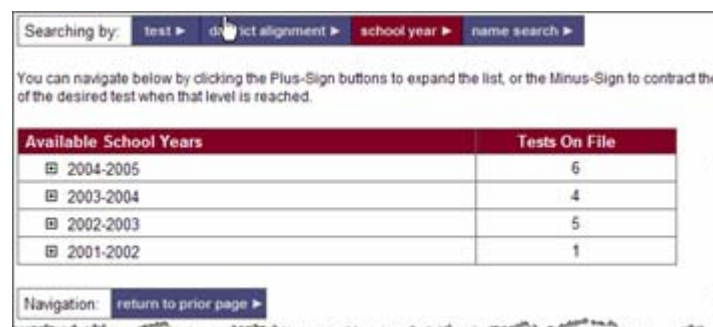 Searching by: test ► ict alignment ► school year ► name search ►
You can navigate below by clicking the Plus-Sign buttons to expand the list, or the Minus-Sign to contract the
of the desired test when that level is reached.
Available School Years Tests On File
2004-2005 6
2003-2004 4
2002-2003 5
2001-2002 1
Navigation: return to prior page ►